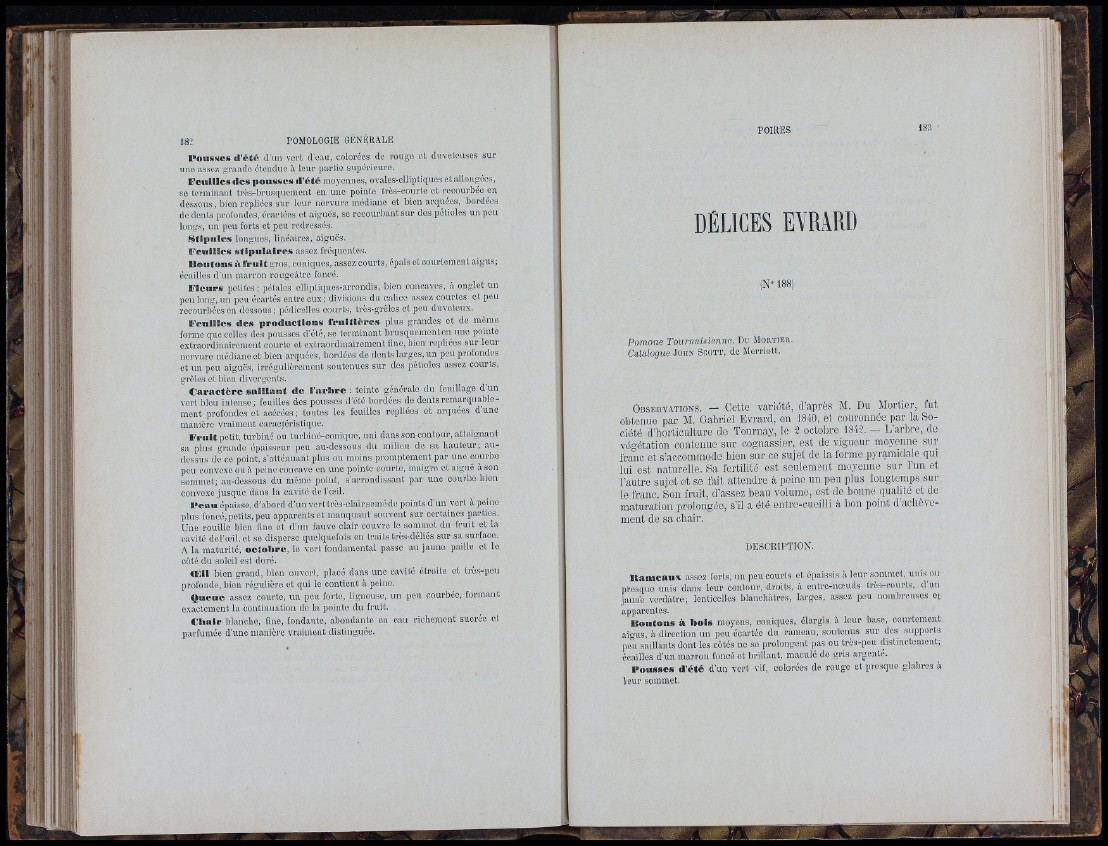 182 POMOLOGIE GÉNÉRALE
Pousses d'été d'un vert d'eau, colorées de rouge et duveteuses sur
une assez grande étendue à leur partie supérieure.
Feuilles des pousses d'été moyennes, ovales-elliptiques et allongées,
se terminant très-brusquement en une pointe très-courte et recourbée en
dessous, bien repliées sur leur nervure médiane et bien arquées, bordées
de dents profondes, écartées et aiguës, se recourbant sur des pétioles un peu
longs, un peu forts et peu redressés.
Stipules longues, linéaires, aiguës.
Feuilles stipulaires assez fréquentes.
Boutons à fruit gros, coniques, assez courts, épais et courtement aigus;
écailles d'un marron rougeâtre foncé.
Fleurs petites; pétales elliptiques-arrondis, bien concaves, à onglet un
peu long, un peu écartés entre eux; divisions du calice assez courtes et peu
recourbées en dessous; pédicelles courts, très-grêles et peu duveteux.
Feuilles des productions fruitières plus grandes et de même
forme que celles des pousses d'été, se terminant brusquement en une pointe
extraordinairement courte et extraordinairement fine, bien repliées sur leur
nervure médiane et bien arquées, bordées de dents larges, un peu profondes
et un peu aiguës, irrégulièrement soutenues sur des pétioles assez courts,
grêles et bien divergents.
Caractère saillant de l'arbre : teinte générale du feuillage d'un
vert bleu intense; feuilles des pousses d'été bordées de dents remarquable-
ment profondes et acérées; toutes les feuilles repliées et arquées d'une
manière vraiment caractéristique.
Fruit petit, turbiné ou turbiné-conique, uni dans son contour, atteignant
sa plus grande épaisseur peu au-dessous du milieu de sa hauteur; au-
dessus de ce point, s'atténuant plus ou moins promptement par une courbe
peu convexe ou à peine concave en une pointe courte, maigre et aiguë à son
sommet; au-dessous du même point, s'arrondissant par une courbe bien
convexe jusque dans la cavité de l'œil.
Peau épaisse, d'abord d'un vert très-clair semé de points d'un vert à peine
plus foncé, petits, peu apparents et manquant souvent sur certaines parties.
Une rouille bien fine et d'un fauve clair couvre le sommet du fruit et la
cavité de l'œil, et se disperse quelquefois en traits très-déliés sur sa surface.
A la maturité, octobre, le vert fondamental passe au jaune paille et le
côté du soleil est doré.
Œil bien grand, bien ouvert, placé dans une cavité étroite et très-peu
profonde, bien régulière et qui le contient à peine.
Queue assez courte, un peu forte, ligneuse, un peu courbée, formant
exactement la continuation de la pointe du fruit.
Chair blanche, fine, fondante, abondante en eau richement sucrée et
parfumée d'une manière vraiment distinguée.
POIRES 183
DÉLICES EVRARD
(N° 188)
Pomone Tournaisienne. DU MORTIER.
Catalogue JOHN SCOTT, de Merriott.
OBSERVATIONS. — Cette variété, d'après M. Du Mortier, fut
obtenue par M. Gabriel Evrard, en 1840, et couronnée par la So-
ciété d'horticulture de Tournay, le 2 octobre 1842. — L'arbre, de
végétation contenue sur cognassier, est de vigueur moyenne sur
franc et s'accommode bien sur ce sujet de la forme pyramidale qui
lui est naturelle. Sa fertilité est seulement moyenne sur l'un et
l'autre sujet et se fait attendre à peine un peu plus longtemps sur
le franc. Son fruit, d'assez beau volume, est de bonne qualité et de
maturation prolongée, s'il a été entre-cueilli à bon point d'achève-
ment de sa chair.
DESCRIPTION.
Rameaux assez forts, un peu courts et épaissis à leur sommet, unis ou
presque unis dans leur contour, droits, à entre-nœuds très-courts, d'un
jaune verdâtre; lenticelles blanchâtres, larges, assez peu nombreuses et
apparentes.
Boutons à bois moyens, coniques, élargis à leur base, courtement
aigus, à direction un peu écartée du rameau, soutenus sur des supports
peu saillants dont les côtés ne se prolongent pas ou très-peu distinctement;
écailles d'un marron foncé et brillant, maculé de gris argenté.
Pousses d'été d'un vert vif, colorées de rouge et presque glabres à
leur sommet.